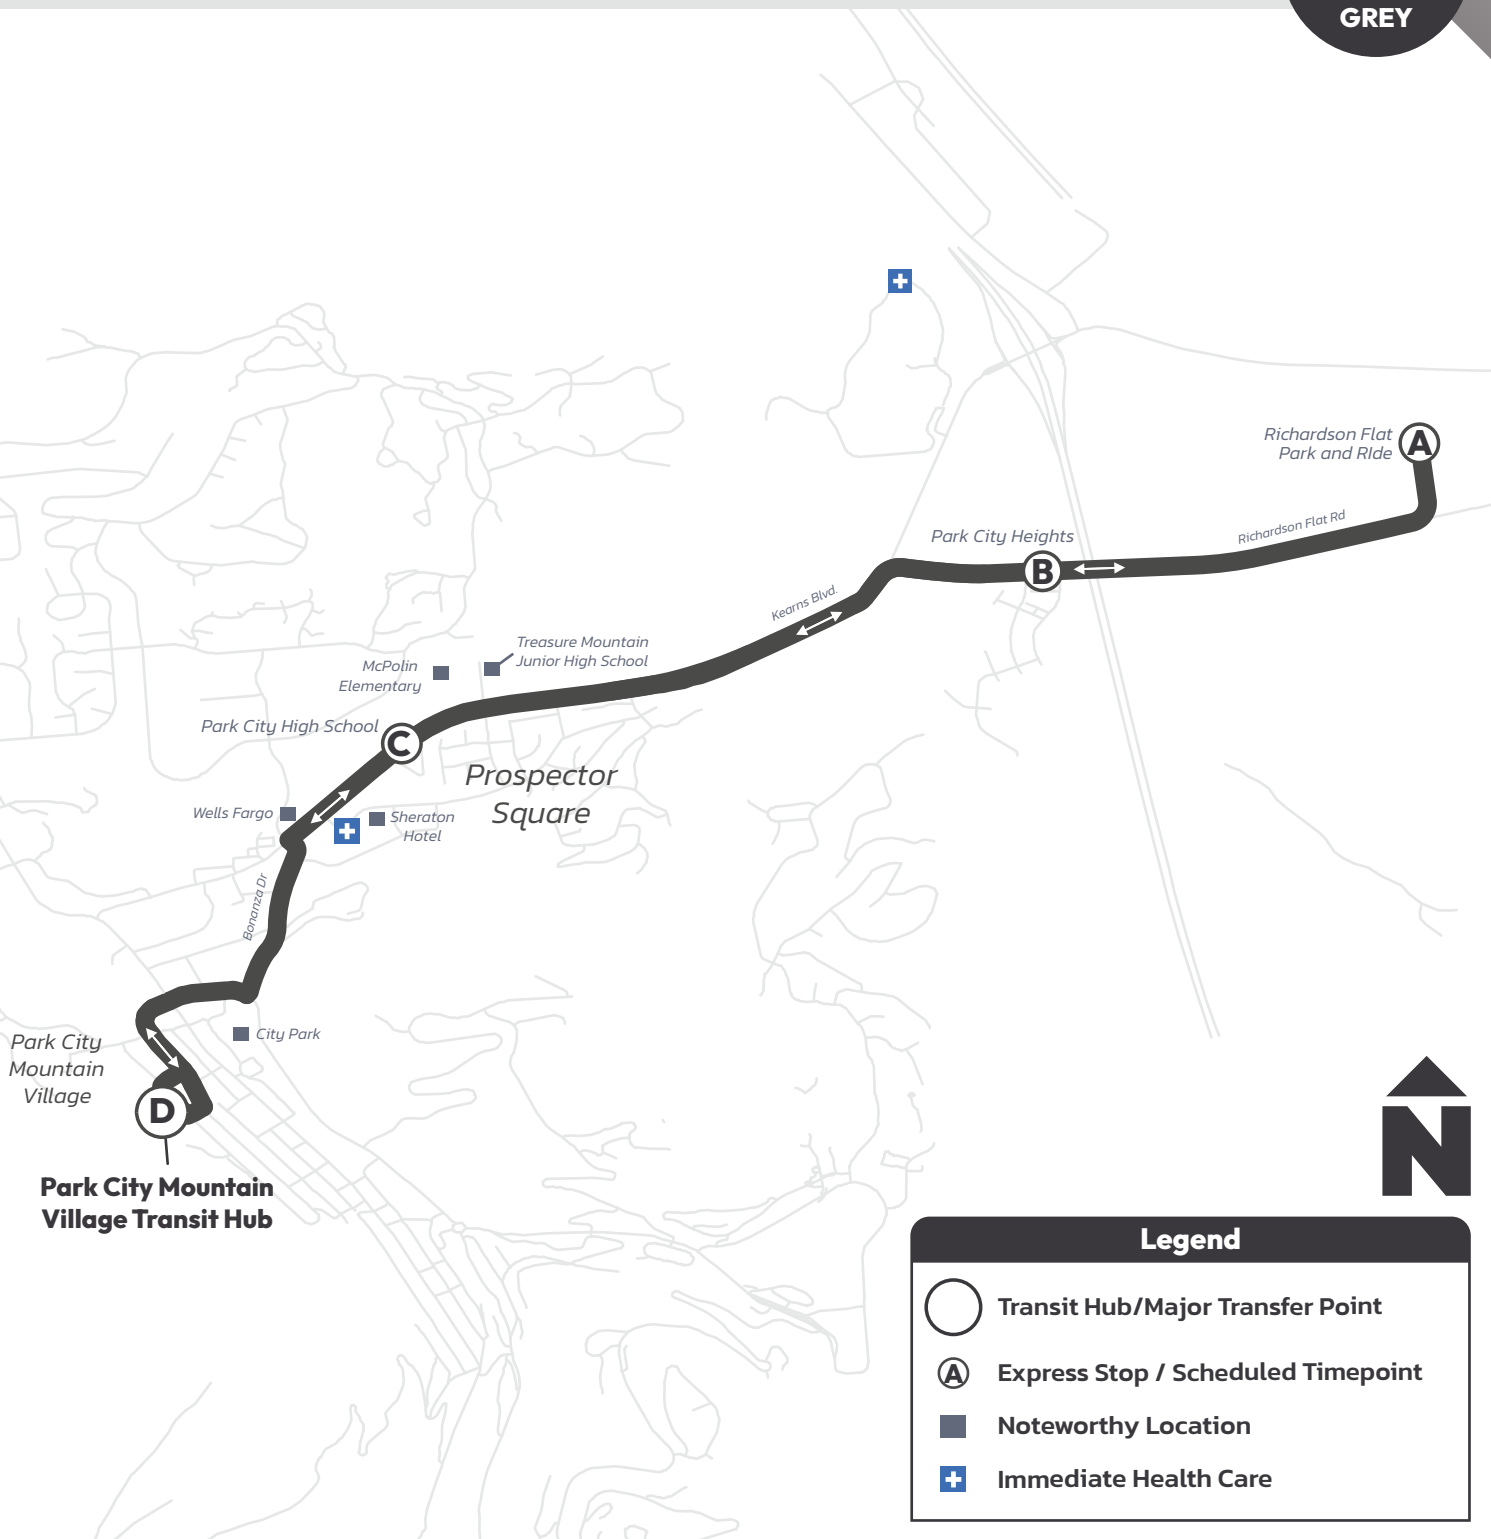 GREY
Richardson Flat
Park and RIde
A
Richardson Flat Rd
Park City Heights
B
Kearns Blvd.
Treasure Mountain
Junior High School
McPolin
Elementary
Park City High School
C
Prospector
Square
Wells Fargo
Sheraton
Hotel
Bonanza Dr
City Park
Park City
Mountain
Village
D
Park City Mountain
Village Transit Hub
N
Legend
Transit Hub/Major Transfer Point
A Express Stop / Scheduled Timepoint
Noteworthy Location
Immediate Health Care